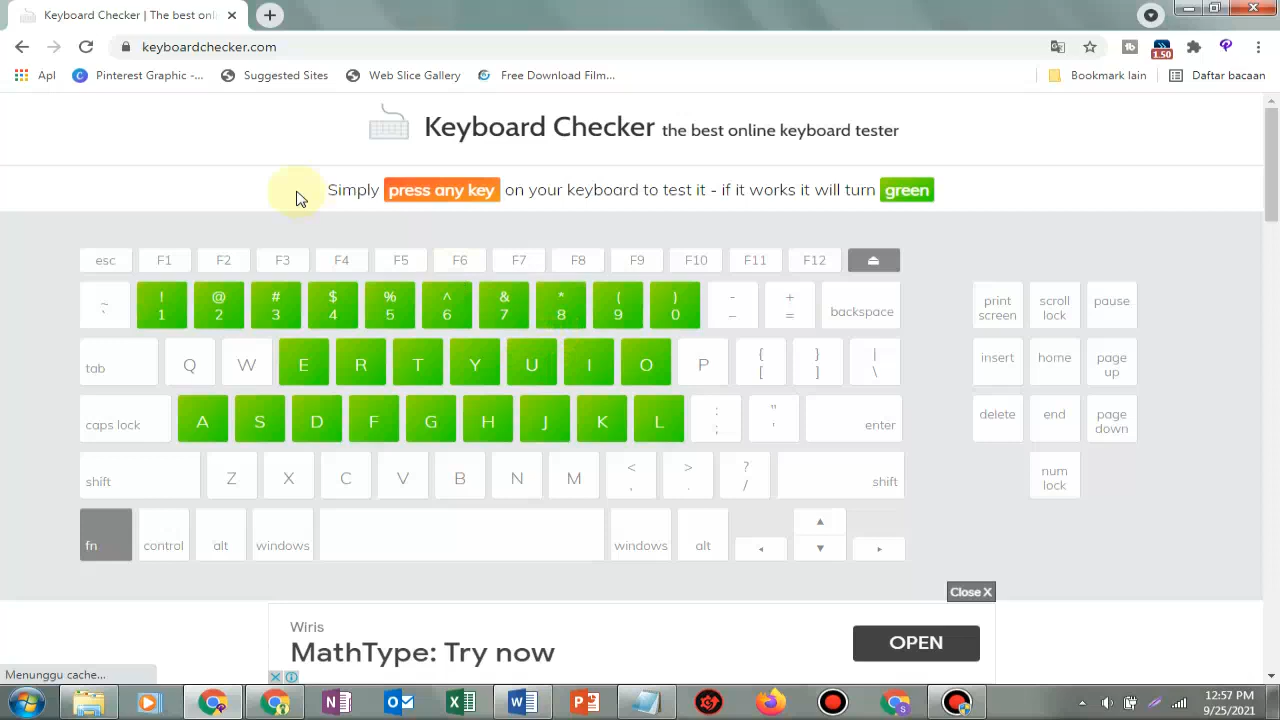 Keyboard Checker | The best onli
keyboardchecker.com
1.50
Apl
Pinterest Graphic -...
Suggested Sites
Web Slice Gallery
Free Download Film...
Bookmark lain
Daftar bacaan
Keyboard Checker the best online keyboard tester
Simply press any key on your keyboard to test it - if it works it will turn green
esc F1 F2 F3 F4 F5 F6 F7 F8 F9 F10 F11 F12
~ ! @ # $ % ^ & * ( ) - +
` 1 2 3 4 5 6 7 8 9 0 _ = backspace
print screen
scroll lock
pause
tab Q W E R T Y U I O P { [ } ] | \
insert
home
page up
caps lock A S D F G H J K L : ; " ' enter
delete
end
page down
shift Z X C V B N M < , > . ? / shift
num lock
fn control alt windows windows alt
Close X
Wiris
MathType: Try now
OPEN
Menunggu cache...
12:57 PM
9/25/2021